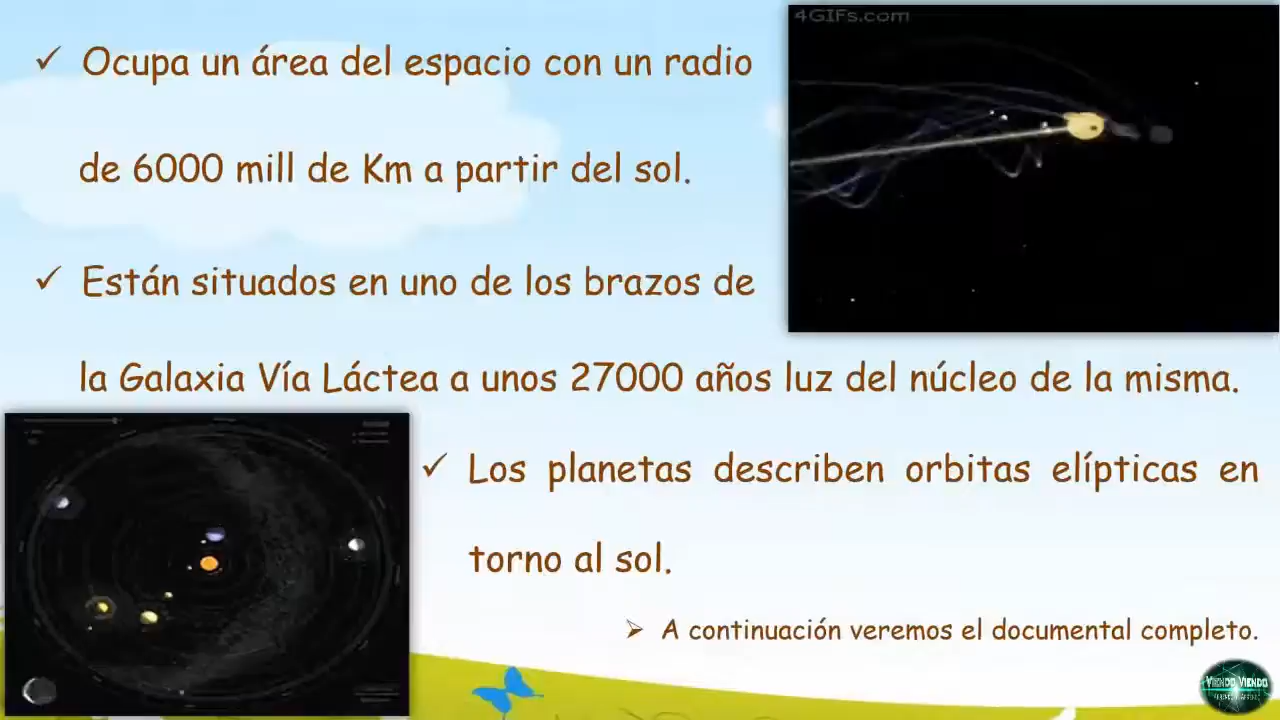 4GIFs.com
✓ Ocupa un área del espacio con un radio
de 6000 mill de Km a partir del sol.
✓ Están situados en uno de los brazos de
la Galaxia Vía Láctea a unos 27000 años luz del núcleo de la misma.
✓ Los planetas describen orbitas elípticas en
torno al sol.
➢ A continuación veremos el documental completo.
VIENDO VIENDO